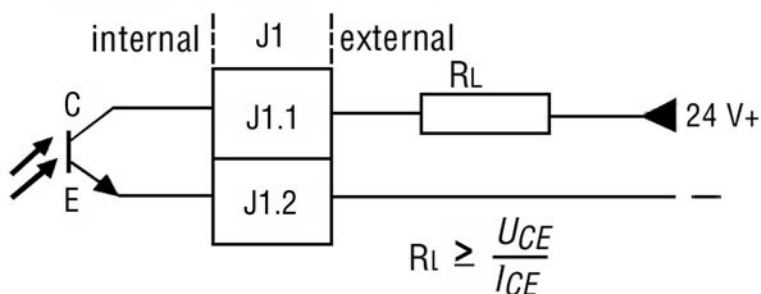 internal J1 external
C J1.1 RL 24 V+
E J1.2 –
Rl ≥ UCE
ICE